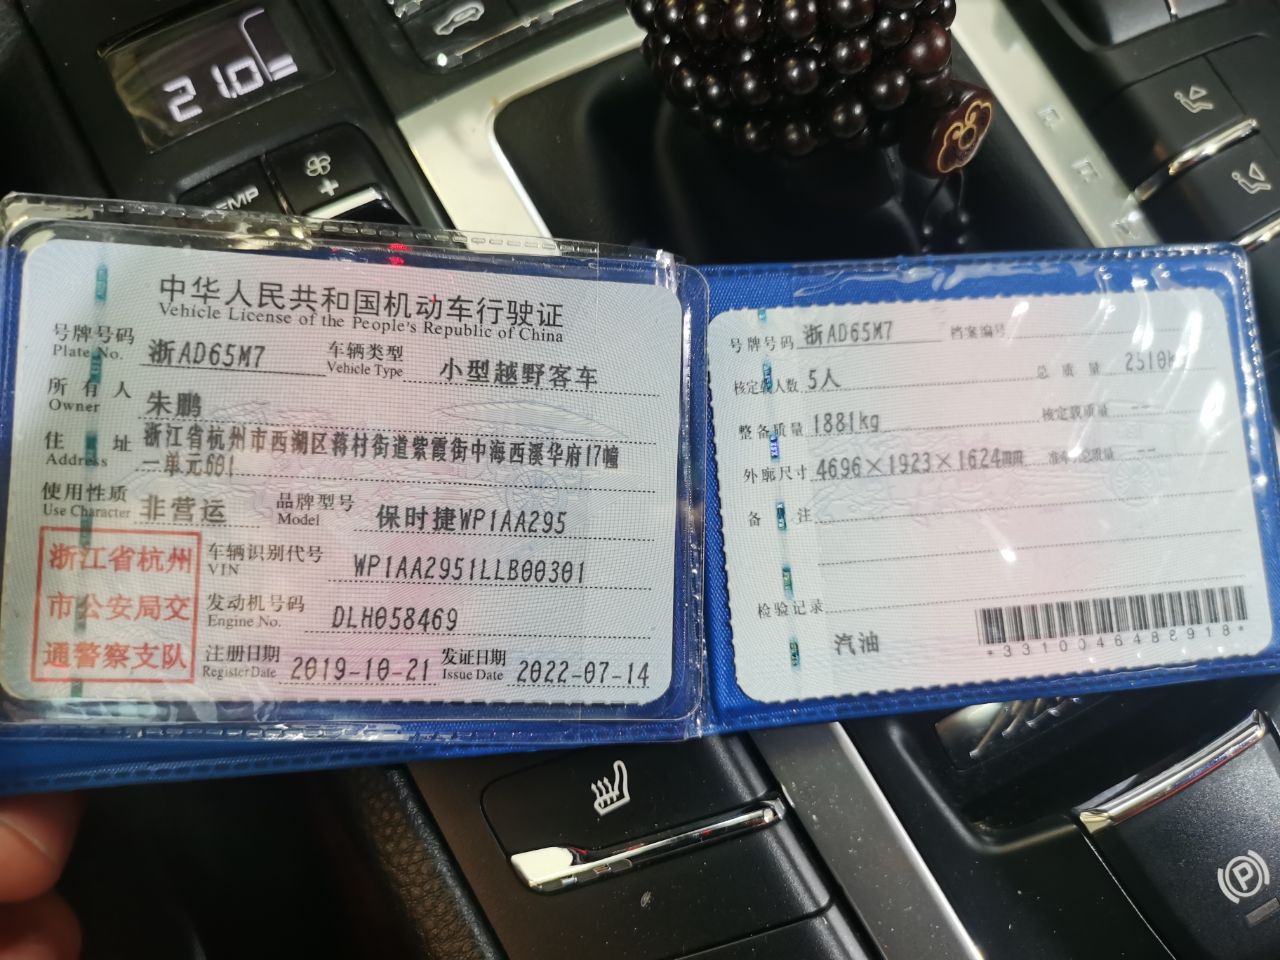 21.0
TEMP
中华人民共和国机动车行驶证
Vehicle License of the People's Republic of China
号牌号码 Plate No. 浙AD65M7 车辆类型 Vehicle Type 小型越野客车
所有人 Owner 朱鹏
住址 Address 浙江省杭州市西湖区蒋村街道紫霞街中海西溪华府17幢
一单元601
使用性质 Use Character 非营运 品牌型号 Model 保时捷WP1AA295
车辆识别代号 VIN WP1AA2951LLB00301
发动机号码 Engine No. DLH058469
注册日期 Register Date 2019-10-21 发证日期 Issue Date 2022-07-14
浙江省杭州
市公安局交
通警察支队
号牌号码 浙AD65M7 档案编号
核定载人数 5人 总质量 2510k
整备质量 1881kg 核定载质量 --
外廓尺寸 4696×1923×1624mm 准牵引总质量 --
备注
检验记录
汽油
*3310046488918*
P